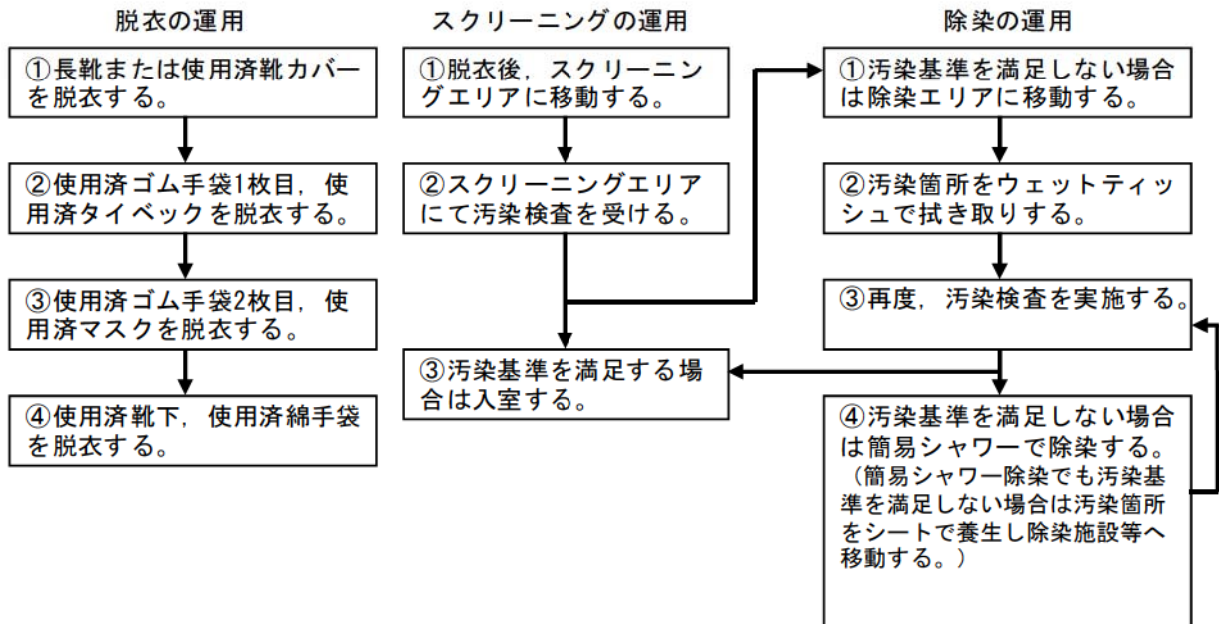 脱衣の運用
①長靴または使用済靴カバー
を脱衣する。
②使用済ゴム手袋1枚目，使
用済タイベックを脱衣する。
③使用済ゴム手袋2枚目，使
用済マスクを脱衣する。
④使用済靴下，使用済綿手袋
を脱衣する。
スクリーニングの運用
①脱衣後，スクリーニン
グエリアに移動する。
②スクリーニングエリア
にて汚染検査を受ける。
③汚染基準を満足する場
合は入室する。
除染の運用
①汚染基準を満足しない場合
は除染エリアに移動する。
②汚染箇所をウェットティッ
シュで拭き取りする。
③再度，汚染検査を実施する。
④汚染基準を満足しない場合
は簡易シャワーで除染する。
（簡易シャワー除染でも汚染基
準を満足しない場合は汚染箇所
をシートで養生し除染施設等へ
移動する。）